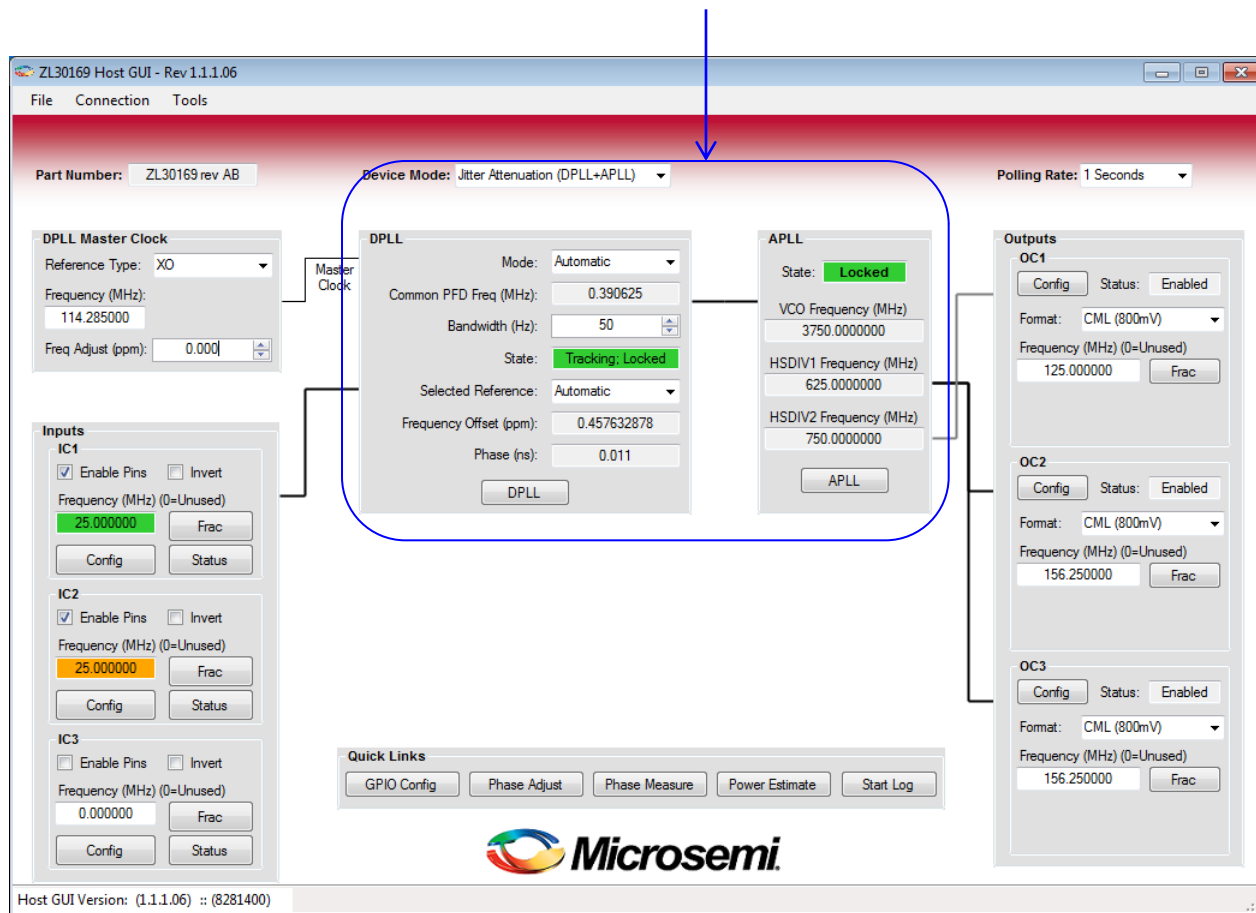 ZL30169 Host GUI - Rev 1.1.1.06
File Connection Tools
Part Number: ZL30169 rev AB
Device Mode: Jitter Attenuation (DPLL+APLL)
Polling Rate: 1 Seconds
DPLL Master Clock
Reference Type: XO
Frequency (MHz):
114.285000
Freq Adjust (ppm): 0.000
Master
Clock
DPLL
Mode: Automatic
Common PFD Freq (MHz): 0.390625
Bandwidth (Hz): 50
State: Tracking; Locked
Selected Reference: Automatic
Frequency Offset (ppm): 0.457632878
Phase (ns): 0.011
DPLL
APLL
State: Locked
VCO Frequency (MHz)
3750.0000000
HSDIV1 Frequency (MHz)
625.0000000
HSDIV2 Frequency (MHz)
750.0000000
APLL
Inputs
IC1
Enable Pins Invert
Frequency (MHz) (0=Unused)
25.000000 Frac
Config Status
IC2
Enable Pins Invert
Frequency (MHz) (0=Unused)
25.000000 Frac
Config Status
IC3
Enable Pins Invert
Frequency (MHz) (0=Unused)
0.000000 Frac
Config Status
Outputs
OC1
Config Status: Enabled
Format: CML (800mV)
Frequency (MHz) (0=Unused)
125.000000 Frac
OC2
Config Status: Enabled
Format: CML (800mV)
Frequency (MHz) (0=Unused)
156.250000 Frac
OC3
Config Status: Enabled
Format: CML (800mV)
Frequency (MHz) (0=Unused)
156.250000 Frac
Quick Links
GPIO Config Phase Adjust Phase Measure Power Estimate Start Log
Microsemi.
Host GUI Version: (1.1.1.06) :: (8281400)